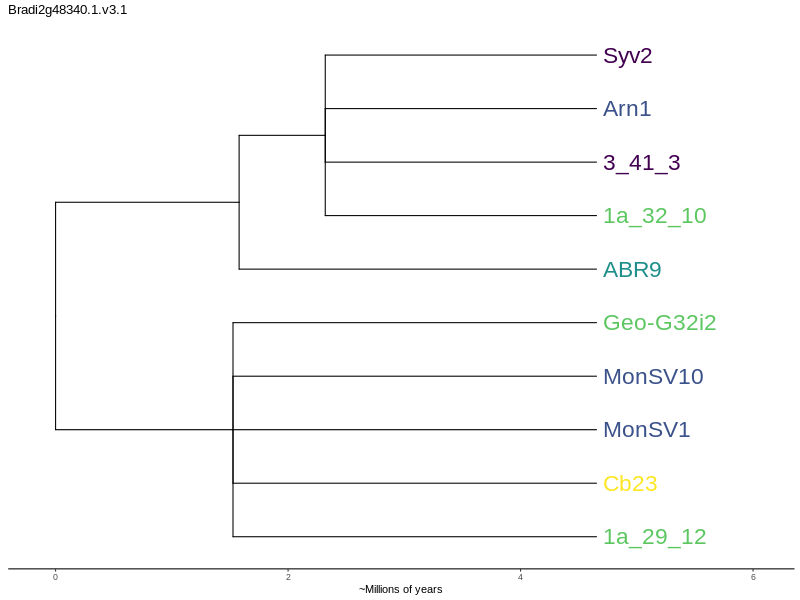 Bradi2g48340.1.v3.1
Syv2
Arn1
3_41_3
1a_32_10
ABR9
Geo-G32i2
MonSV10
MonSV1
Cb23
1a_29_12
0 2 4 6
~Millions of years